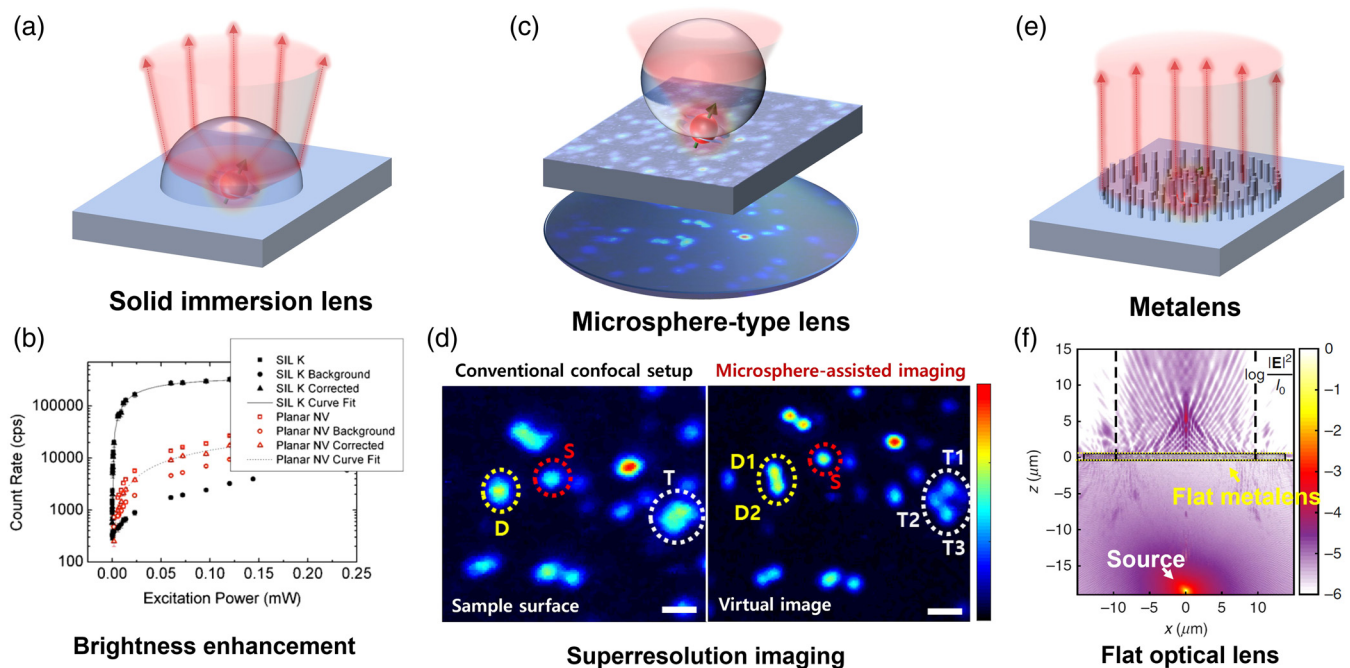 (a)
Solid immersion lens
(b)
SIL K
SIL K Background
SIL K Corrected
SIL K Curve Fit
Planar NV
Planar NV Background
Planar NV Corrected
Planar NV Curve Fit
100000
10000
1000
100
Count Rate (cps)
0.00 0.05 0.10 0.15 0.20 0.25
Excitation Power (mW)
Brightness enhancement
(c)
Microsphere-type lens
(d)
Conventional confocal setup
S
D
T
Sample surface
Microsphere-assisted imaging
D1
D2
S
T1
T2
T3
Virtual image
Superresolution imaging
(e)
Metalens
(f)
15
10
5
0
−5
−10
−15
z (μm)
log |E|²/I₀
Flat metalens
Source
−10 −5 0 5 10
x (μm)
0
−1
−2
−3
−4
−5
−6
Flat optical lens